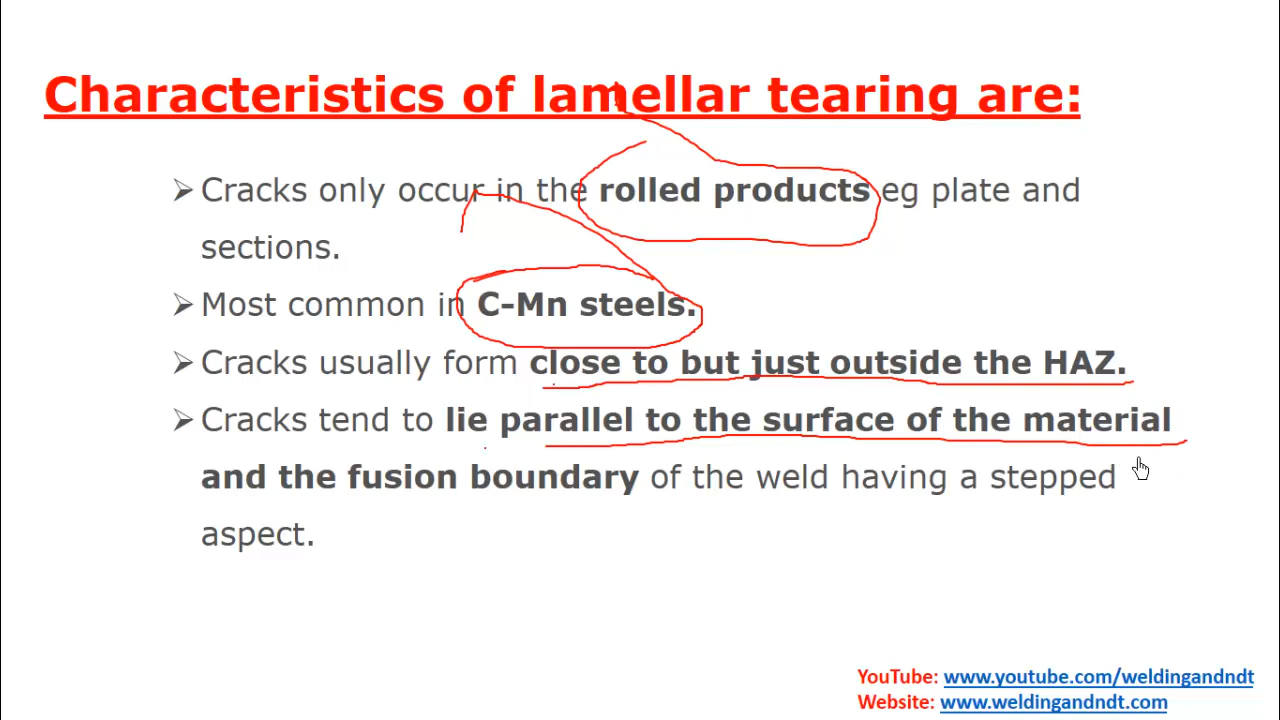 Characteristics of lamellar tearing are:
⮚ Cracks only occur in the rolled products eg plate and
sections.
⮚ Most common in C-Mn steels.
⮚ Cracks usually form close to but just outside the HAZ.
⮚ Cracks tend to lie parallel to the surface of the material
and the fusion boundary of the weld having a stepped
aspect.
YouTube: www.youtube.com/weldingandndt
Website: www.weldingandndt.com